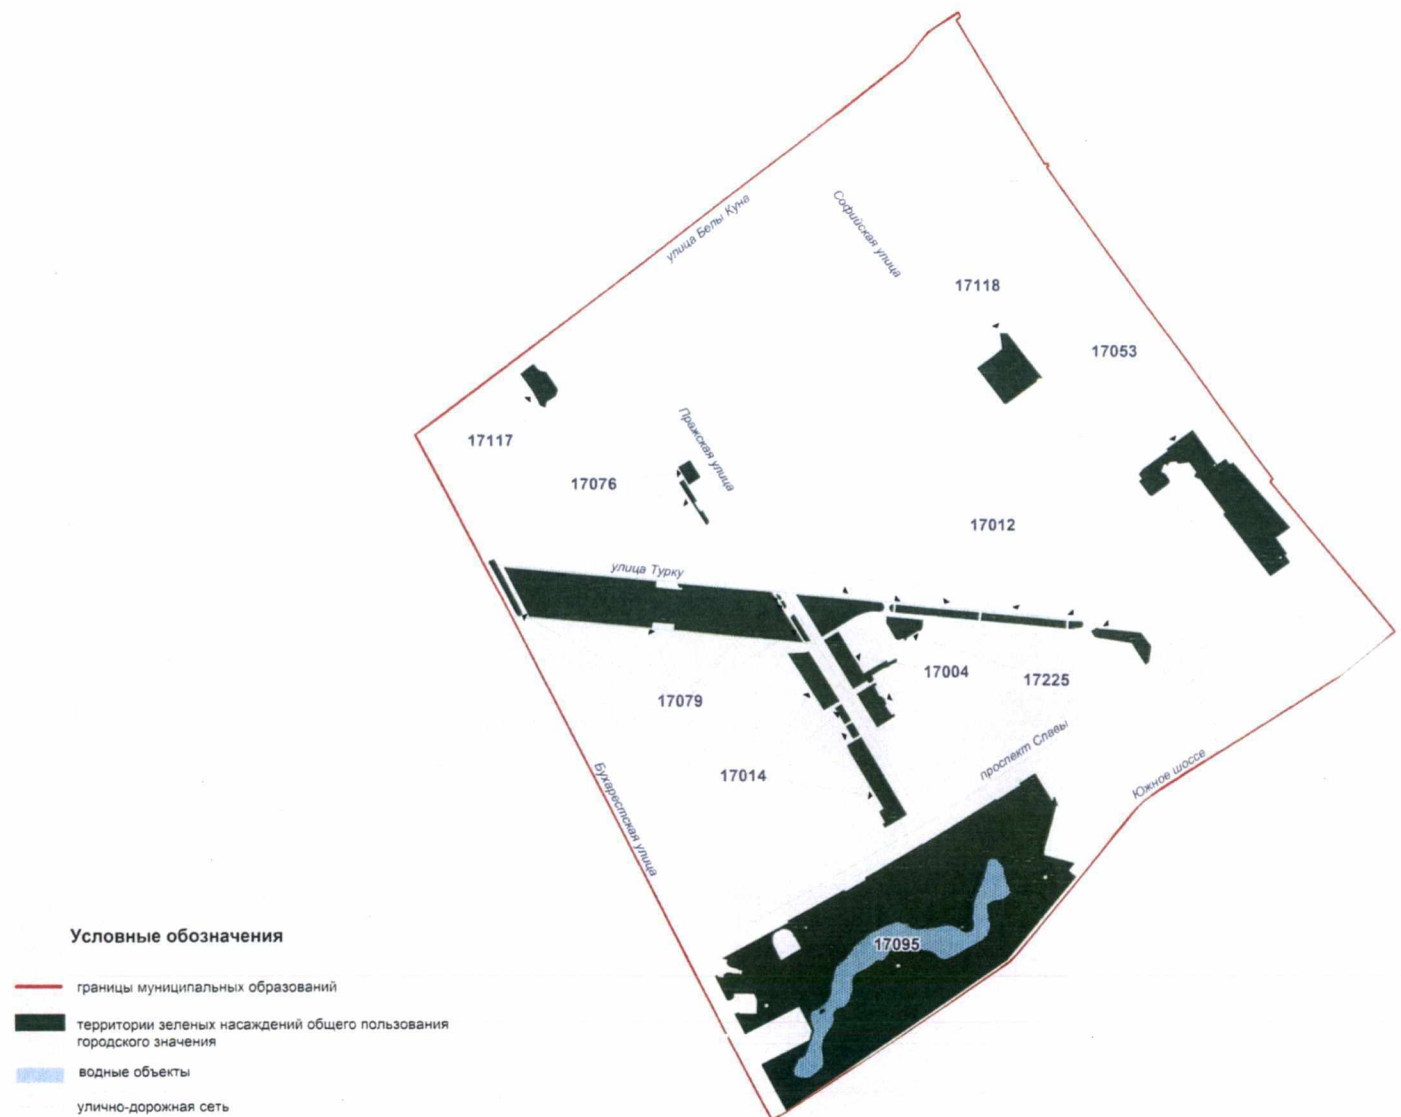 улица Белы Куна
Софийская улица
17118
17053
17117
Пражская улица
17076
17012
улица Турку
17004
17225
17079
проспект Славы
17014
Южное шоссе
Бухарестская улица
17095
Условные обозначения
границы муниципальных образований
территории зеленых насаждений общего пользования
городского значения
водные объекты
улично-дорожная сеть